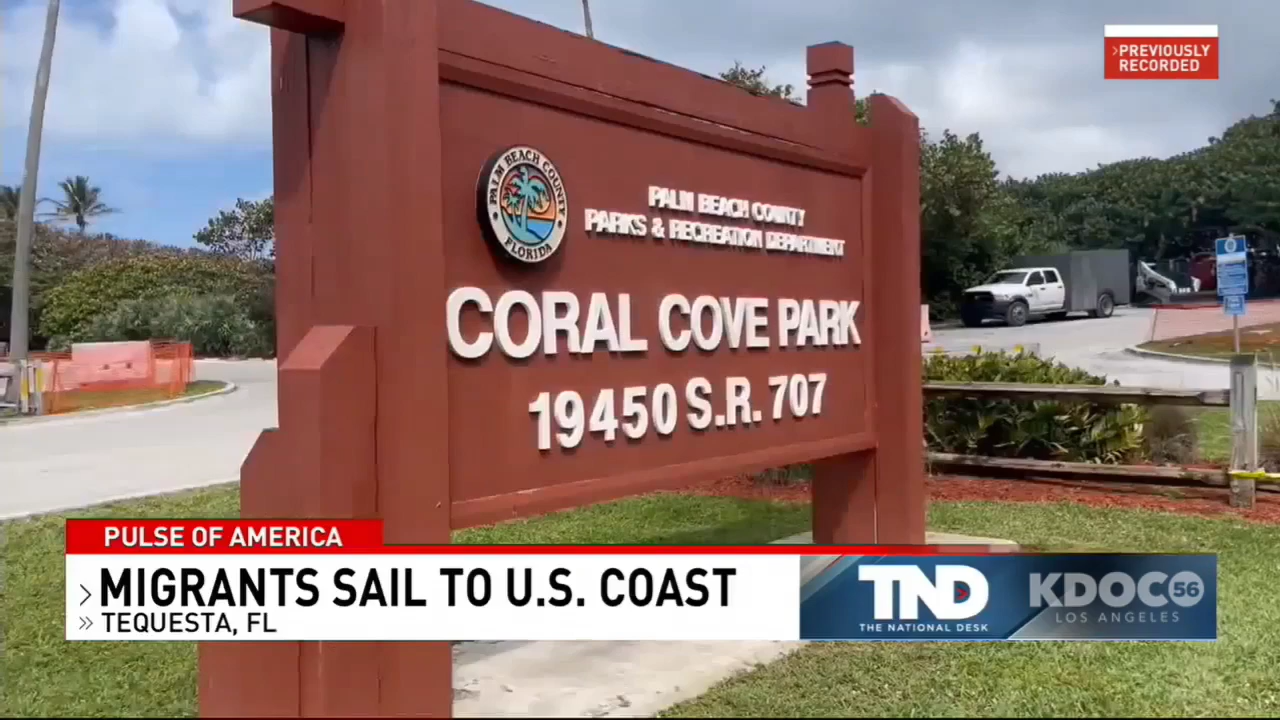 >PREVIOUSLY
RECORDED
PALM BEACH COUNTY
FLORIDA
PALM BEACH COUNTY
PARKS & RECREATION DEPARTMENT
CORAL COVE PARK
19450 S.R. 707
PULSE OF AMERICA
> MIGRANTS SAIL TO U.S. COAST
>> TEQUESTA, FL
TND
THE NATIONAL DESK
KDOC 56
LOS ANGELES